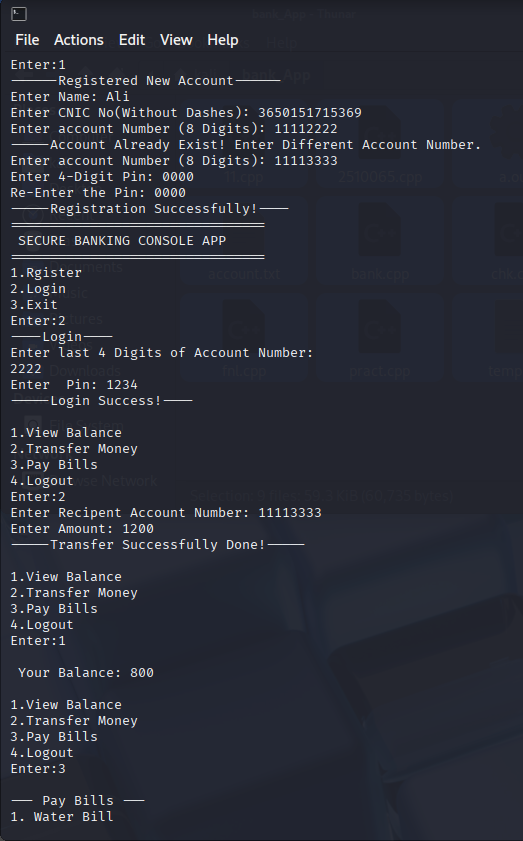 File Actions Edit View Help
Enter:1
———Registered New Account———
Enter Name: Ali
Enter CNIC No(Without Dashes): 3650151715369
Enter account Number (8 Digits): 11112222
———Account Already Exist! Enter Different Account Number.
Enter account Number (8 Digits): 11113333
Enter 4-Digit Pin: 0000
Re-Enter the Pin: 0000
———Registration Successfully!———
================================
SECURE BANKING CONSOLE APP
================================
1.Rgister
2.Login
3.Exit
Enter:2
———Login———
Enter last 4 Digits of Account Number:
2222
Enter  Pin: 1234
———Login Success!———
1.View Balance
2.Transfer Money
3.Pay Bills
4.Logout
Enter:2
Enter Recipent Account Number: 11113333
Enter Amount: 1200
———Transfer Successfully Done!———
1.View Balance
2.Transfer Money
3.Pay Bills
4.Logout
Enter:1
Your Balance: 800
1.View Balance
2.Transfer Money
3.Pay Bills
4.Logout
Enter:3
—— Pay Bills ——
1. Water Bill